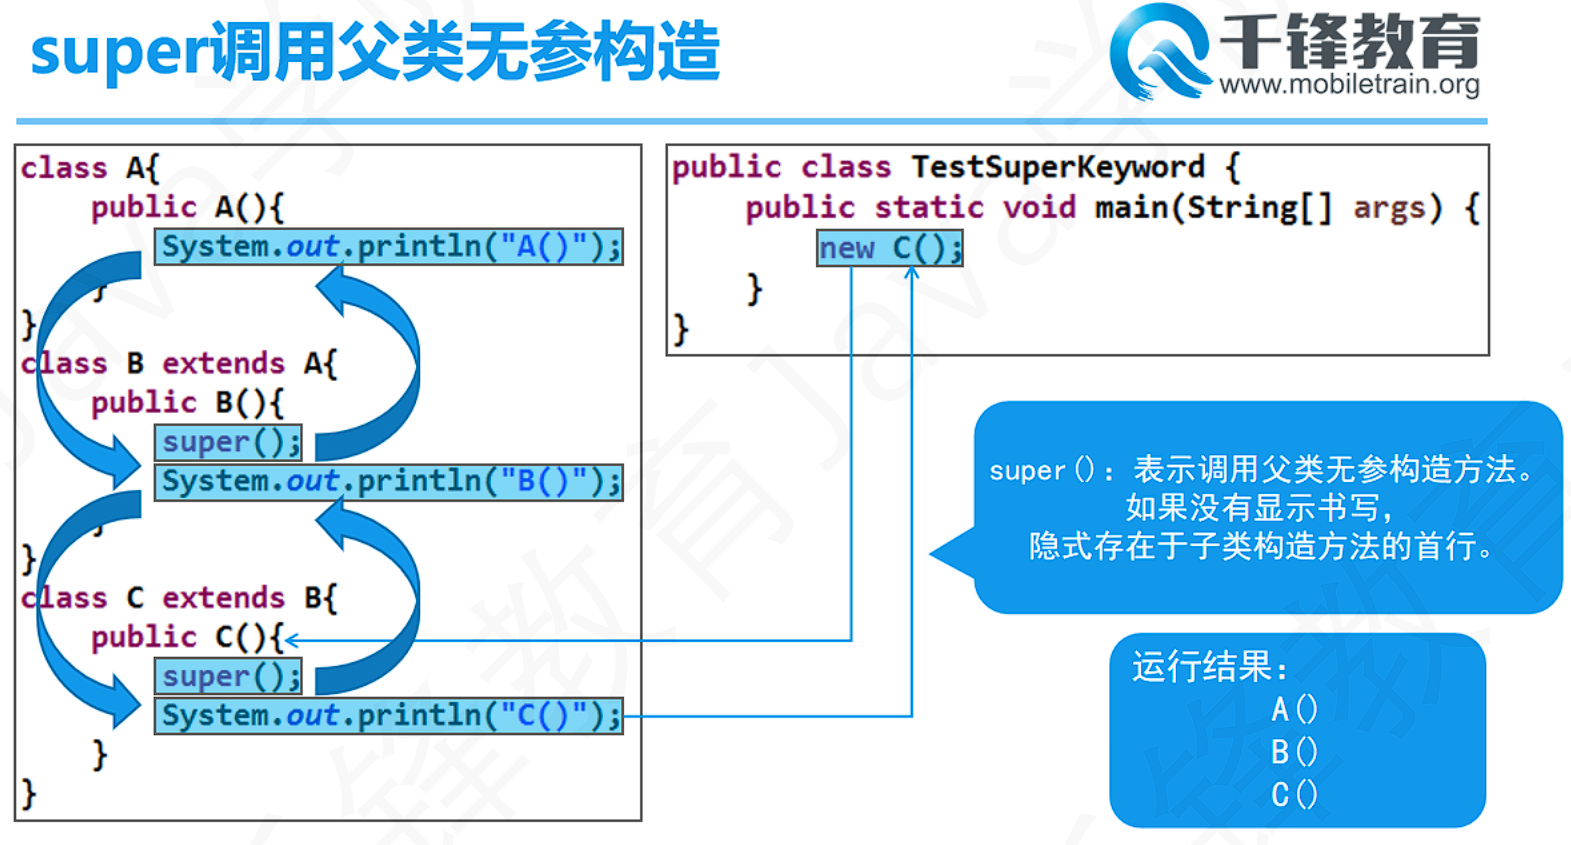 super调用父类无参构造
千锋教育
www.mobiletrain.org
class A{
public A(){
System.out.println("A()");
}
}
class B extends A{
public B(){
super();
System.out.println("B()");
}
}
class C extends B{
public C(){
super();
System.out.println("C()");
}
}
public class TestSuperKeyword {
public static void main(String[] args) {
new C();
}
}
super()：表示调用父类无参构造方法。
如果没有显示书写，
隐式存在于子类构造方法的首行。
运行结果：
A()
B()
C()